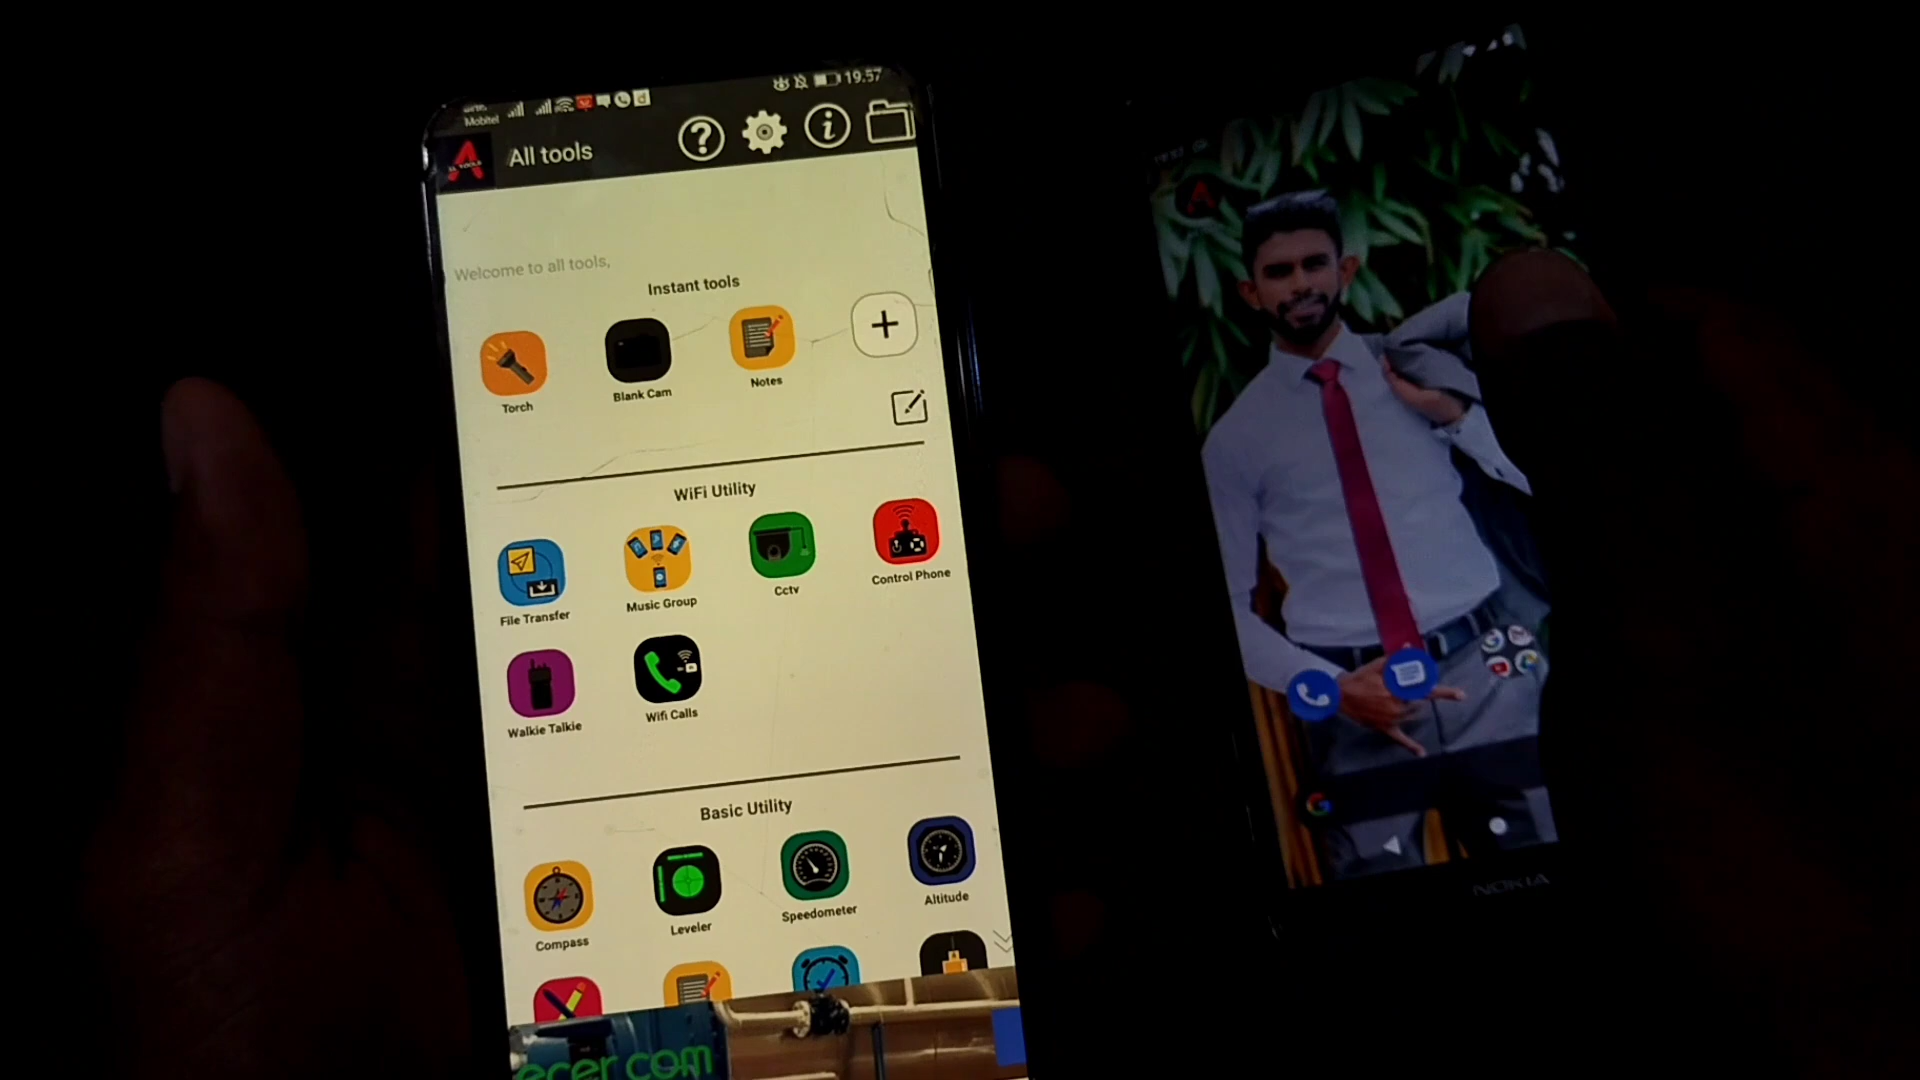 19.57
Mobitel
All tools
Welcome to all tools,
Instant tools
Torch
Blank Cam
Notes
WiFi Utility
File Transfer
Music Group
Cctv
Control Phone
Walkie Talkie
Wifi Calls
Basic Utility
Compass
Leveler
Speedometer
Altitude
ecer com
NOKIA